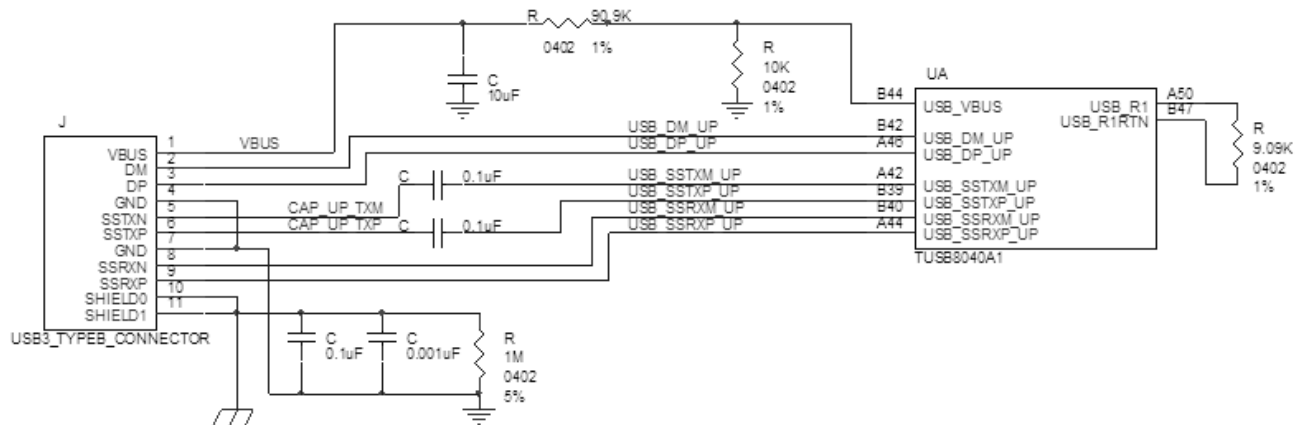 R 90.9K
0402 1%
C
10uF
R
10K
0402
1%
UA
J
B44 USB_VBUS USB_R1 A50
USB_R1RTN B47
R
9.09K
0402
1%
1
VBUS VBUS
2
DM USB_DM_UP B42 USB_DM_UP
3
DP USB_DP_UP A46 USB_DP_UP
4
GND
C 0.1uF USB_SSTXM_UP A42 USB_SSTXM_UP
5
SSTXN CAP_UP_TXM USB_SSTXP_UP B39 USB_SSTXP_UP
6
SSTXP CAP_UP_TXP C 0.1uF USB_SSRXM_UP B40 USB_SSRXM_UP
7
GND USB_SSRXP_UP A44 USB_SSRXP_UP
8
SSRXN
9
SSRXP
10
SHIELD0
11
SHIELD1
TUSB8040A1
USB3_TYPEB_CONNECTOR
C
0.1uF
C
0.001uF
R
1M
0402
5%